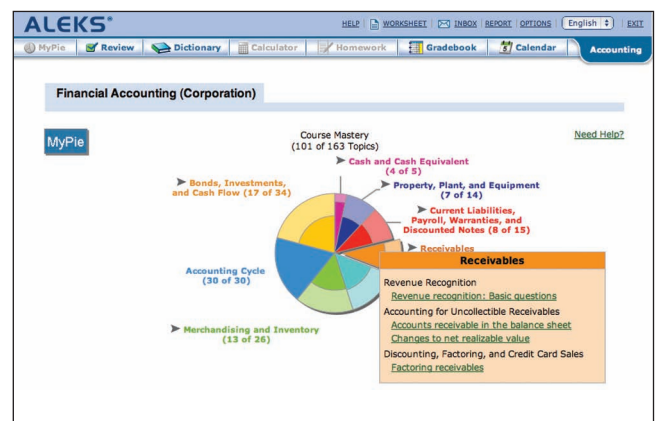 ALEKS®
HELP | WORKSHEET | INBOX | REPORT | OPTIONS | English | EXIT
MyPie Review Dictionary Calculator Homework Gradebook Calendar Accounting
Financial Accounting (Corporation)
MyPie
Need Help?
Course Mastery
(101 of 163 Topics)
Cash and Cash Equivalent
(4 of 5)
Bonds, Investments,
and Cash Flow (17 of 34)
Property, Plant, and Equipment
(7 of 14)
Current Liabilities,
Payroll, Warranties, and
Discounted Notes (8 of 15)
Receivables
Accounting Cycle
(30 of 30)
Merchandising and Inventory
(13 of 26)
Receivables
Revenue Recognition
Revenue recognition: Basic questions
Accounting for Uncollectible Receivables
Accounts receivable in the balance sheet
Changes to net realizable value
Discounting, Factoring, and Credit Card Sales
Factoring receivables